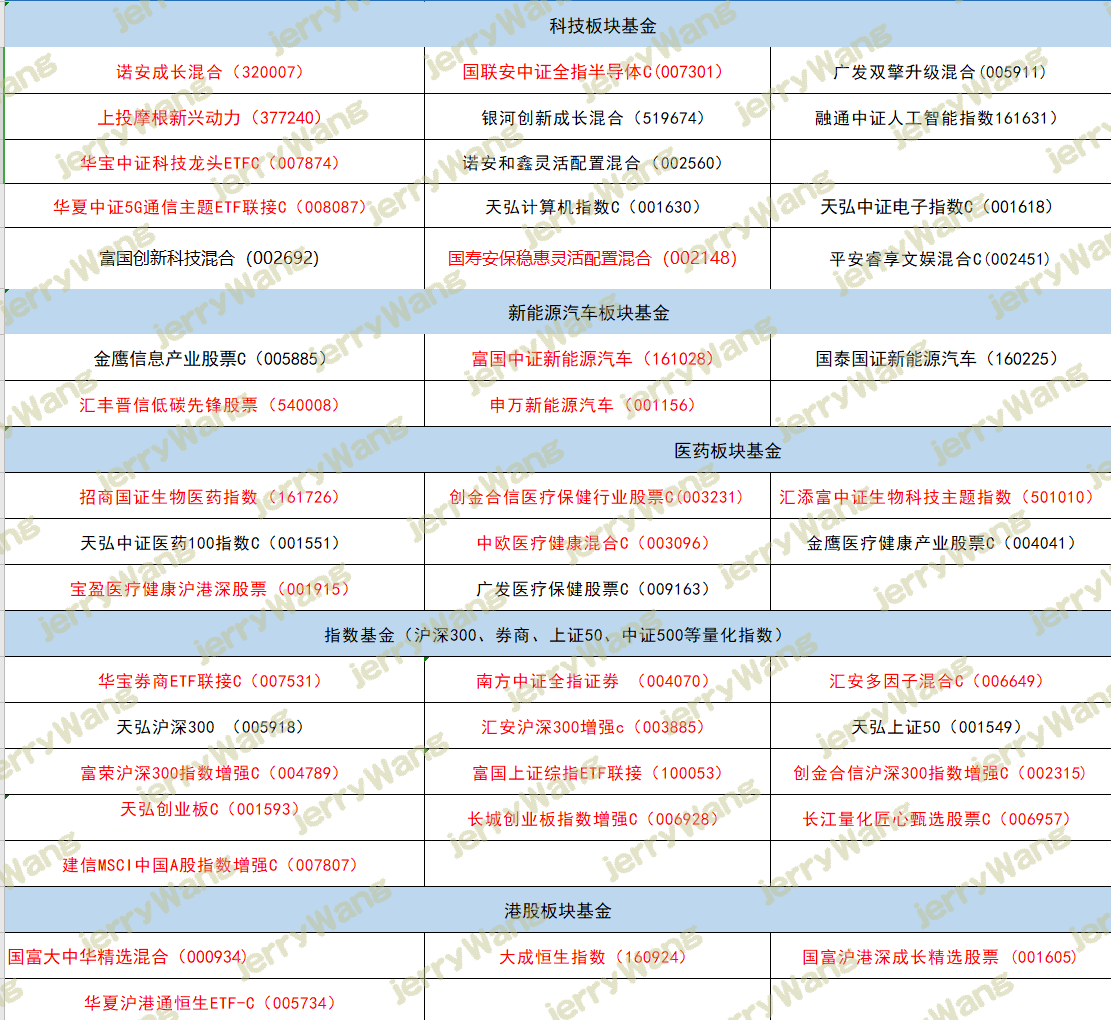 科技板块基金
诺安成长混合（320007） 国联安中证全指半导体C(007301） 广发双擎升级混合(005911)
上投摩根新兴动力（377240） 银河创新成长混合（519674） 融通中证人工智能指数161631）
华宝中证科技龙头ETFC（007874） 诺安和鑫灵活配置混合（002560）
华夏中证5G通信主题ETF联接C（008087） 天弘计算机指数C（001630） 天弘中证电子指数C（001618）
富国创新科技混合（002692） 国寿安保稳惠灵活配置混合（002148） 平安睿享文娱混合C(002451)
新能源汽车板块基金
金鹰信息产业股票C（005885） 富国中证新能源汽车（161028） 国泰国证新能源汽车（160225）
汇丰晋信低碳先锋股票（540008） 申万新能源汽车（001156）
医药板块基金
招商国证生物医药指数（161726） 创金合信医疗保健行业股票C(003231) 汇添富中证生物科技主题指数（501010）
天弘中证医药100指数C（001551） 中欧医疗健康混合C（003096） 金鹰医疗健康产业股票C（004041）
宝盈医疗健康沪港深股票（001915） 广发医疗保健股票C（009163）
指数基金（沪深300、券商、上证50、中证500等量化指数）
华宝券商ETF联接C（007531） 南方中证全指证券 （004070） 汇安多因子混合C（006649）
天弘沪深300 （005918） 汇安沪深300增强c（003885） 天弘上证50（001549）
富荣沪深300指数增强C（004789） 富国上证综指ETF联接（100053） 创金合信沪深300指数增强C（002315）
天弘创业板C（001593） 长城创业板指数增强C（006928） 长江量化匠心甄选股票C（006957）
建信MSCI中国A股指数增强C（007807）
港股板块基金
国富大中华精选混合（000934） 大成恒生指数（160924） 国富沪港深成长精选股票 （001605）
华夏沪港通恒生ETF-C（005734）